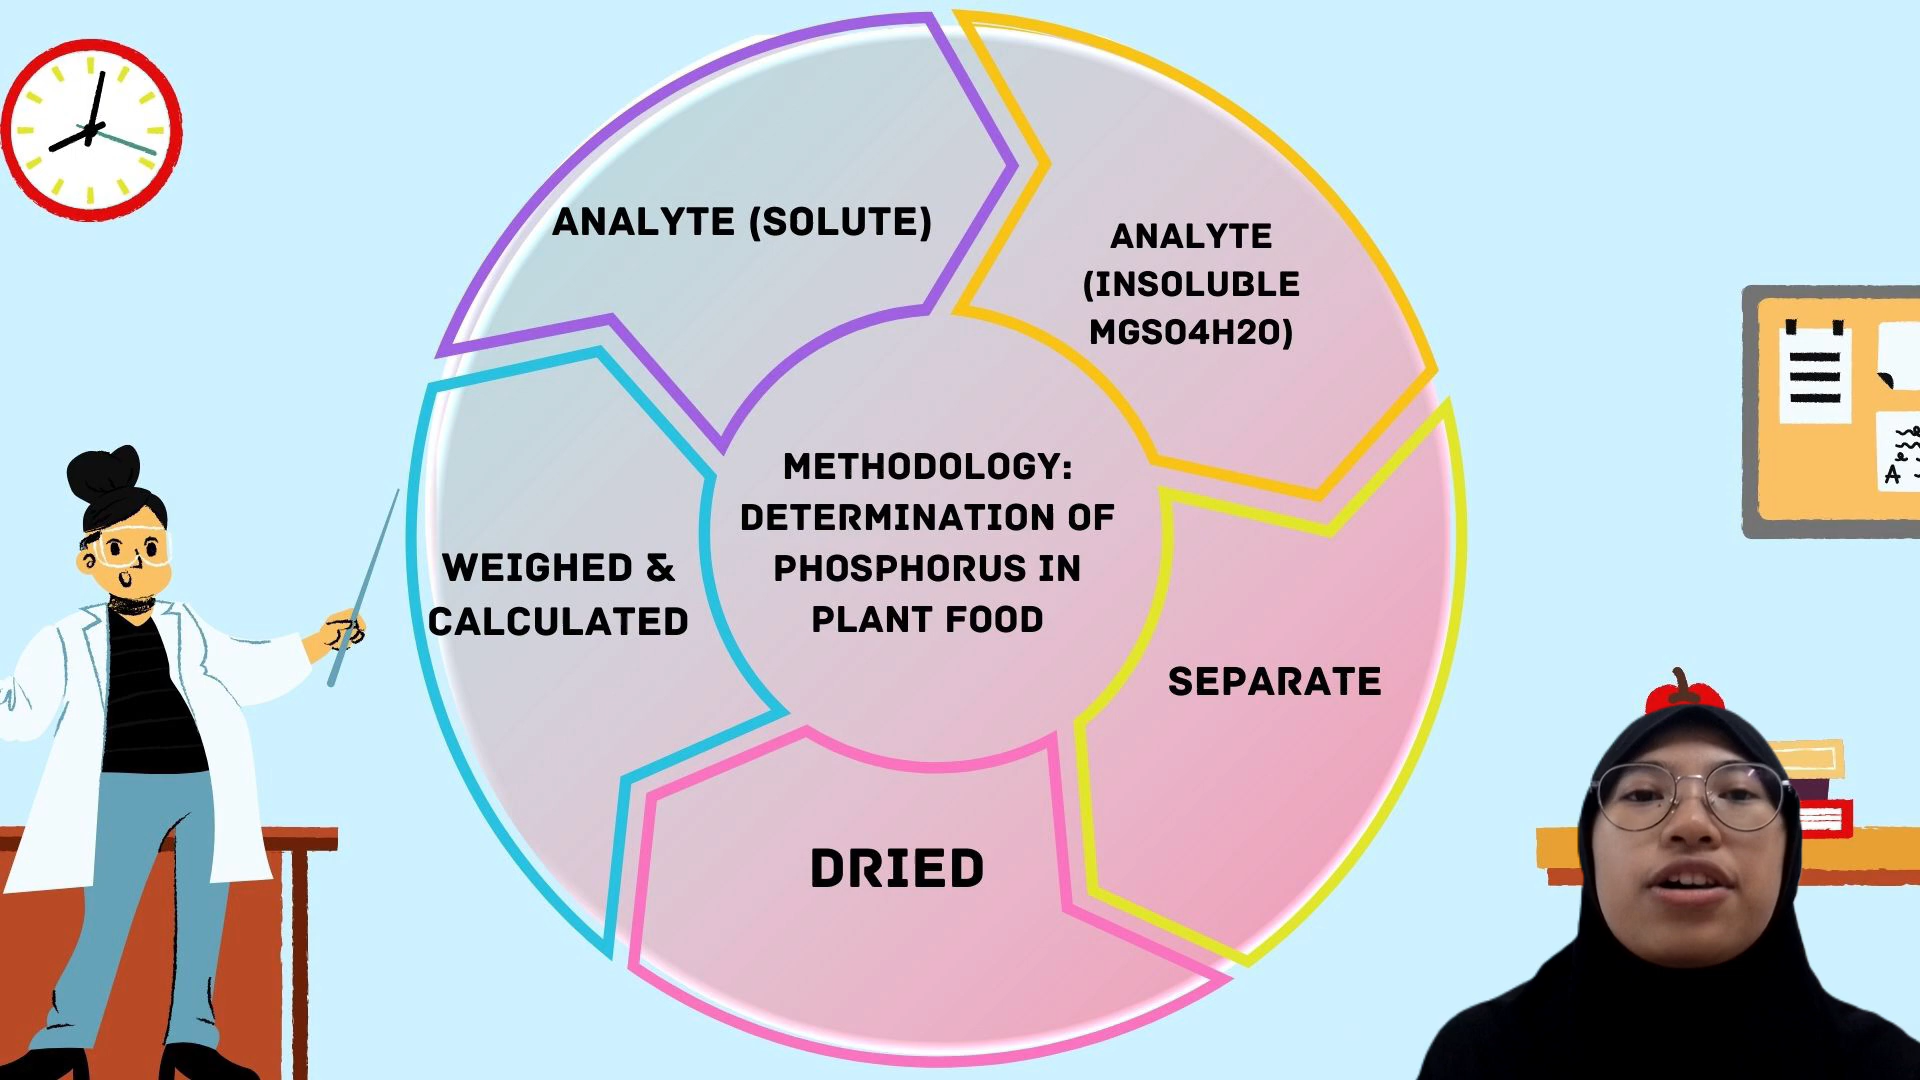 ANALYTE (SOLUTE)
ANALYTE
(INSOLUBLE
MGSO4H2O)
SEPARATE
DRIED
WEIGHED &
CALCULATED
METHODOLOGY:
DETERMINATION OF
PHOSPHORUS IN
PLANT FOOD
A